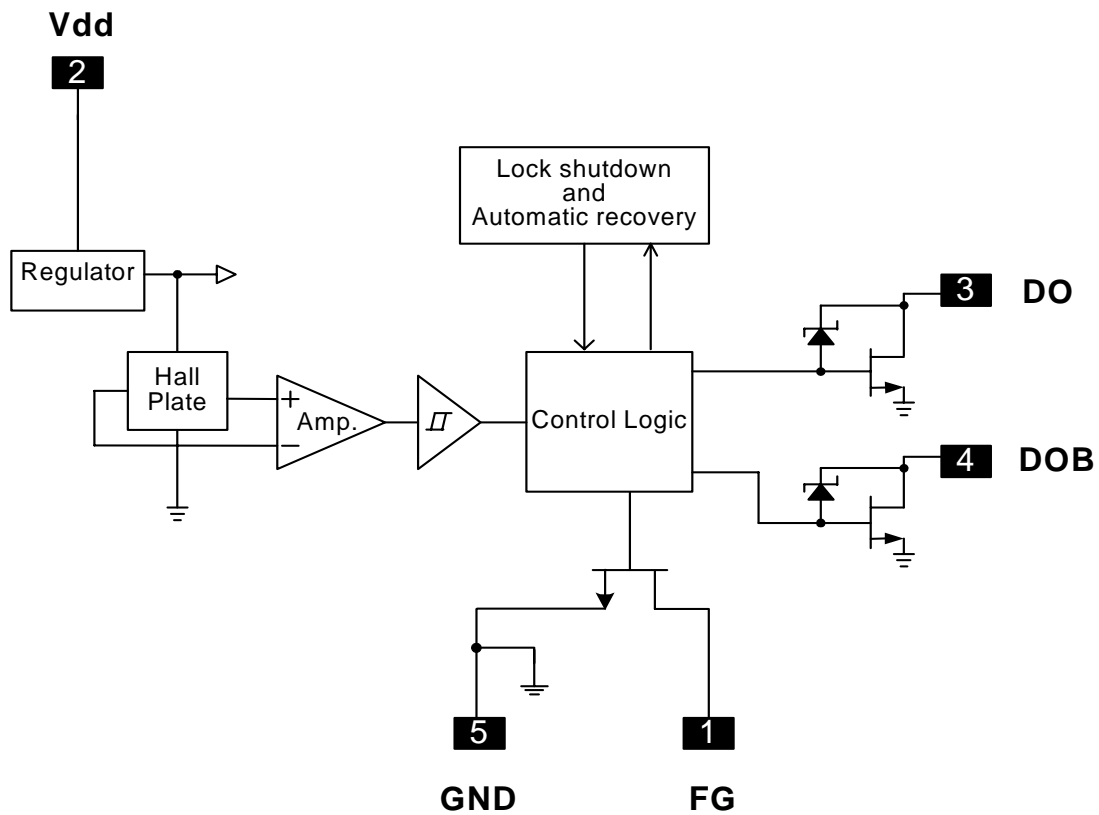 Vdd
2
Lock shutdown
and
Automatic recovery
Regulator
3 DO
Hall
Plate
+
Amp.
−
Control Logic
4 DOB
5
1
GND
FG